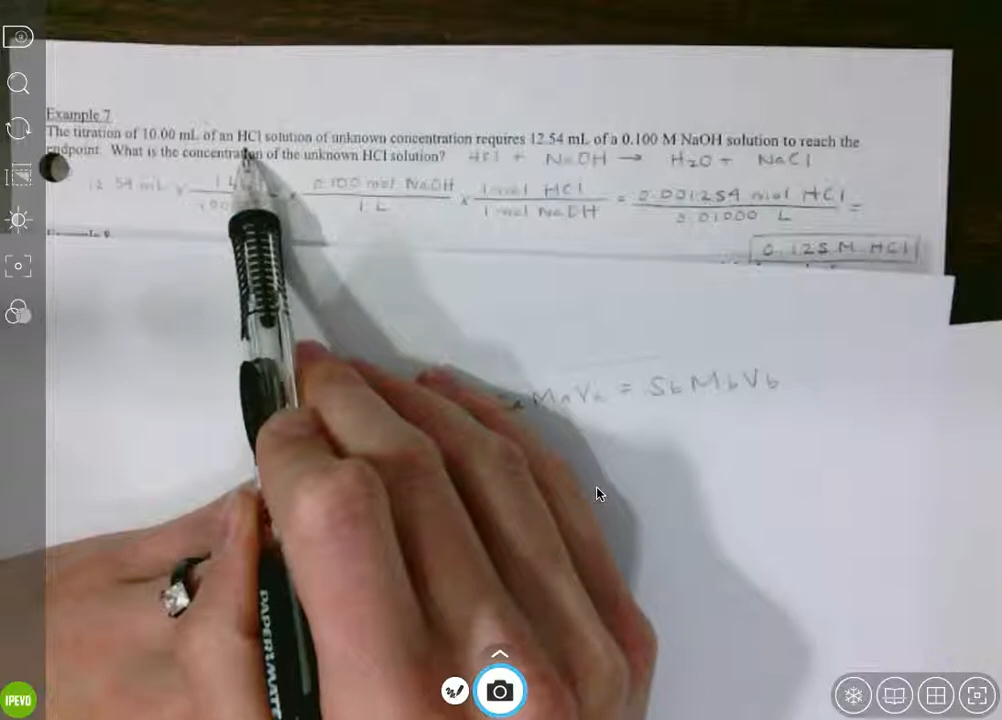 Example 7
The titration of 10.00 mL of an HCl solution of unknown concentration requires 12.54 mL of a 0.100 M NaOH solution to reach the
endpoint. What is the concentration of the unknown HCl solution? HCl + NaOH → H2O + NaCl
12.54 mL × 1 L × 0.100 mol NaOH / 1 L × 1 mol HCl / 1 mol NaOH = 0.001254 mol HCl / 0.01000 L =
0.125 M HCl
MaVa = SbMbVb
PAPERMATE
IPEVO